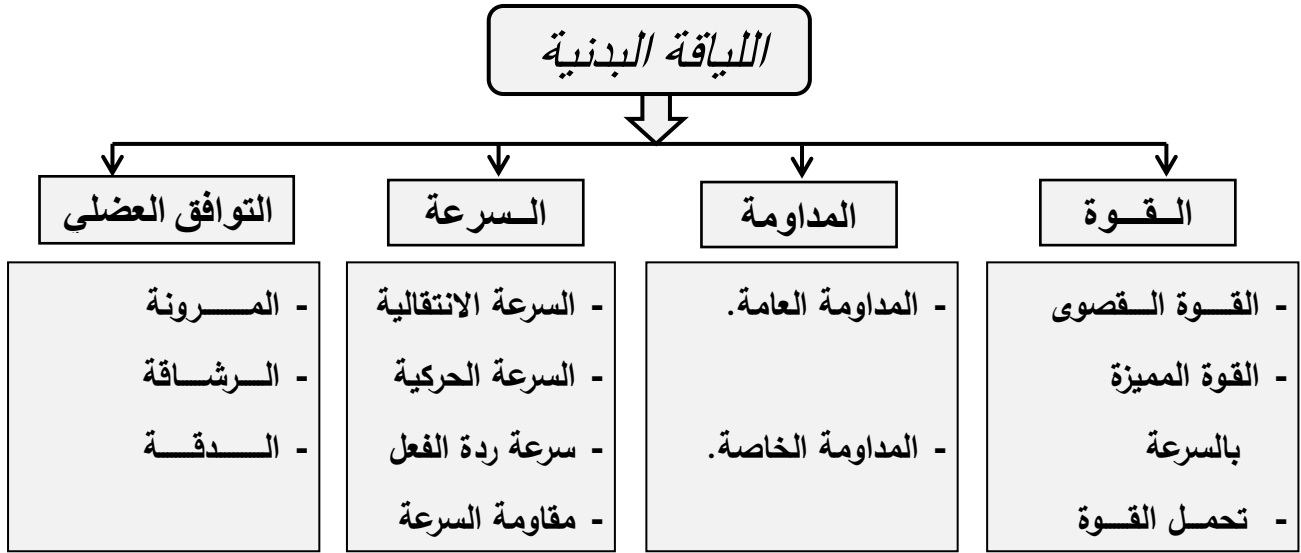 اللياقة البدنية
القوة
المداومة
السرعة
التوافق العضلي
- القوة القصوى
- القوة المميزة
بالسرعة
- تحمل القوة
- المداومة العامة.
- المداومة الخاصة.
- السرعة الانتقالية
- السرعة الحركية
- سرعة ردة الفعل
- مقاومة السرعة
- المرونة
- الرشاقة
- الدقة